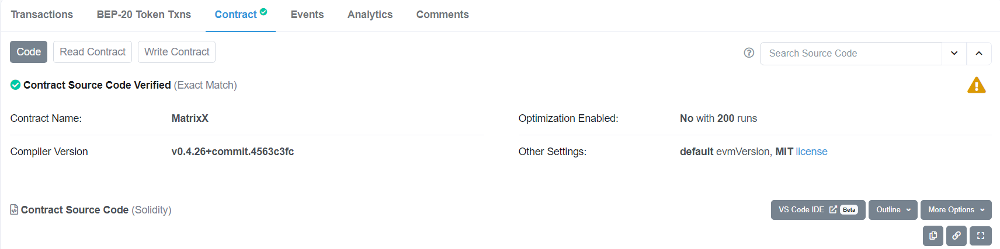 Transactions BEP-20 Token Txns Contract Events Analytics Comments
Code Read Contract Write Contract Search Source Code
Contract Source Code Verified (Exact Match)
Contract Name: MatrixX Optimization Enabled: No with 200 runs
Compiler Version v0.4.26+commit.4563c3fc Other Settings: default evmVersion, MIT license
Contract Source Code (Solidity) VS Code IDE Beta Outline More Options